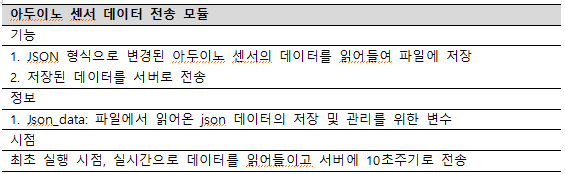 아두이노 센서 데이터 전송 모듈
기능
1. JSON 형식으로 변경된 아두이노 센서의 데이터를 읽어들여 파일에 저장
2. 저장된 데이터를 서버로 전송
정보
1. Json_data: 파일에서 읽어온 json 데이터의 저장 및 관리를 위한 변수
시점
최초 실행 시점, 실시간으로 데이터를 읽어들이고 서버에 10초주기로 전송